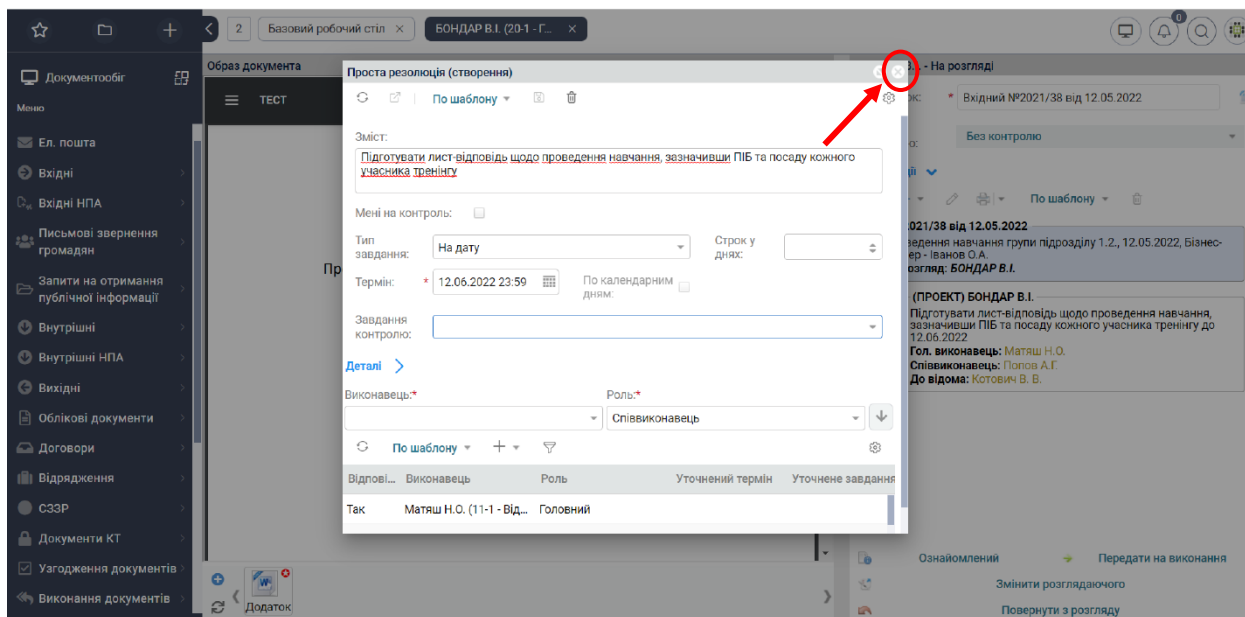 2
Базовий робочий стіл ×
БОНДАР В.І. (20-1 - Г... ×
0
Документообіг
Меню
Ел. пошта
Вхідні
Вхідні НПА
Письмові звернення
громадян
Запити на отримання
публічної інформації
Внутрішні
Внутрішні НПА
Вихідні
Облікові документи
Договори
Відрядження
СЗЗР
Документи КТ
Узгодження документів
Виконання документів
Образ документа
ТЕСТ
Пр
Додаток
Проста резолюція (створення)
По шаблону
Зміст:
Підготувати лист-відповідь щодо проведення навчання, зазначивши ПІБ та посаду кожного
учасника тренінгу
Мені на контроль:
Тип
завдання:
На дату
Строк у
днях:
Термін: * 12.06.2022 23:59
По календарним
дням:
Завдання
контролю:
Деталі
Виконавець:*
Роль:*
Співвиконавець
По шаблону
Відпові... Виконавець Роль Уточнений термін Уточнене завдання
Так Матяш Н.О. (11-1 - Від... Головний
- На розгляді
* Вхідний №2021/38 від 12.05.2022
Без контролю
По шаблону
021/38 від 12.05.2022
ведення навчання групи підрозділу 1.2., 12.05.2022, Бізнес-
ер - Іванов О.А.
озгляд: БОНДАР В.І.
(ПРОЕКТ) БОНДАР В.І.
Підготувати лист-відповідь щодо проведення навчання,
зазначивши ПІБ та посаду кожного учасника тренінгу до
12.06.2022
Гол. виконавець: Матяш Н.О.
Співвиконавець: Попов А.Г.
До відома: Котович В. В.
Ознайомлений
Передати на виконання
Змінити розглядаючого
Повернути з розгляду